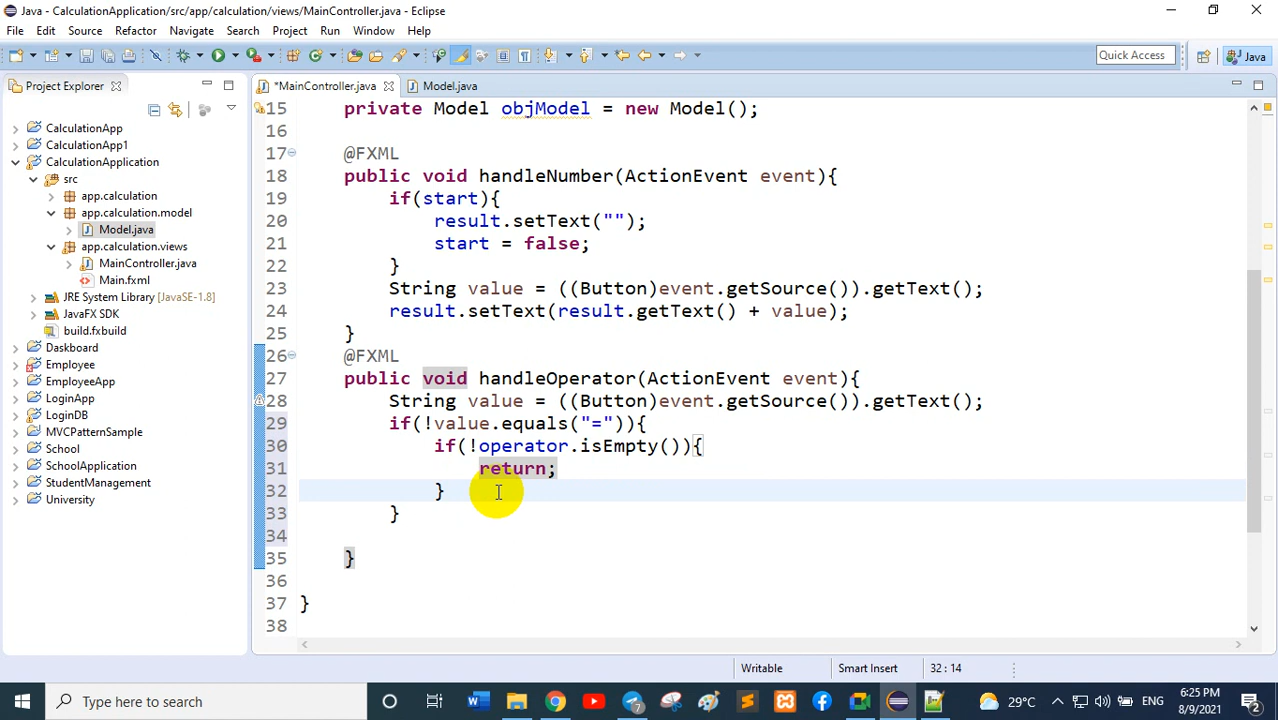 Java - CalculationApplication/src/app/calculation/views/MainController.java - Eclipse
File Edit Source Refactor Navigate Search Project Run Window Help
Quick Access
Java
Project Explorer
*MainController.java
Model.java
CalculationApp
CalculationApp1
CalculationApplication
src
app.calculation
app.calculation.model
Model.java
app.calculation.views
MainController.java
Main.fxml
JRE System Library [JavaSE-1.8]
JavaFX SDK
build.fxbuild
Daskboard
Employee
EmployeeApp
LoginApp
LoginDB
MVCPatternSample
School
SchoolApplication
StudentManagement
University
15 private Model objModel = new Model();
16
17 @FXML
18 public void handleNumber(ActionEvent event){
19 if(start){
20 result.setText("");
21 start = false;
22 }
23 String value = ((Button)event.getSource()).getText();
24 result.setText(result.getText() + value);
25 }
26 @FXML
27 public void handleOperator(ActionEvent event){
28 String value = ((Button)event.getSource()).getText();
29 if(!value.equals("=")){
30 if(!operator.isEmpty()){
31 return;
32 }
33 }
34
35 }
36
37 }
38
Writable Smart Insert 32 : 14
Type here to search
7
29°C
ENG
6:25 PM
8/9/2021
2